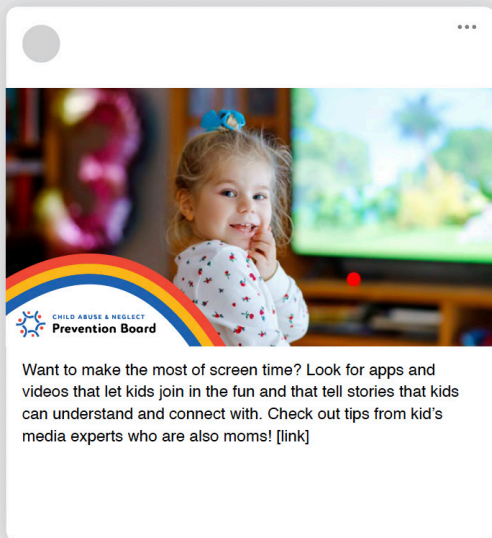 CHILD ABUSE & NEGLECT
Prevention Board
Want to make the most of screen time? Look for apps and
videos that let kids join in the fun and that tell stories that kids
can understand and connect with. Check out tips from kid’s
media experts who are also moms! [link]